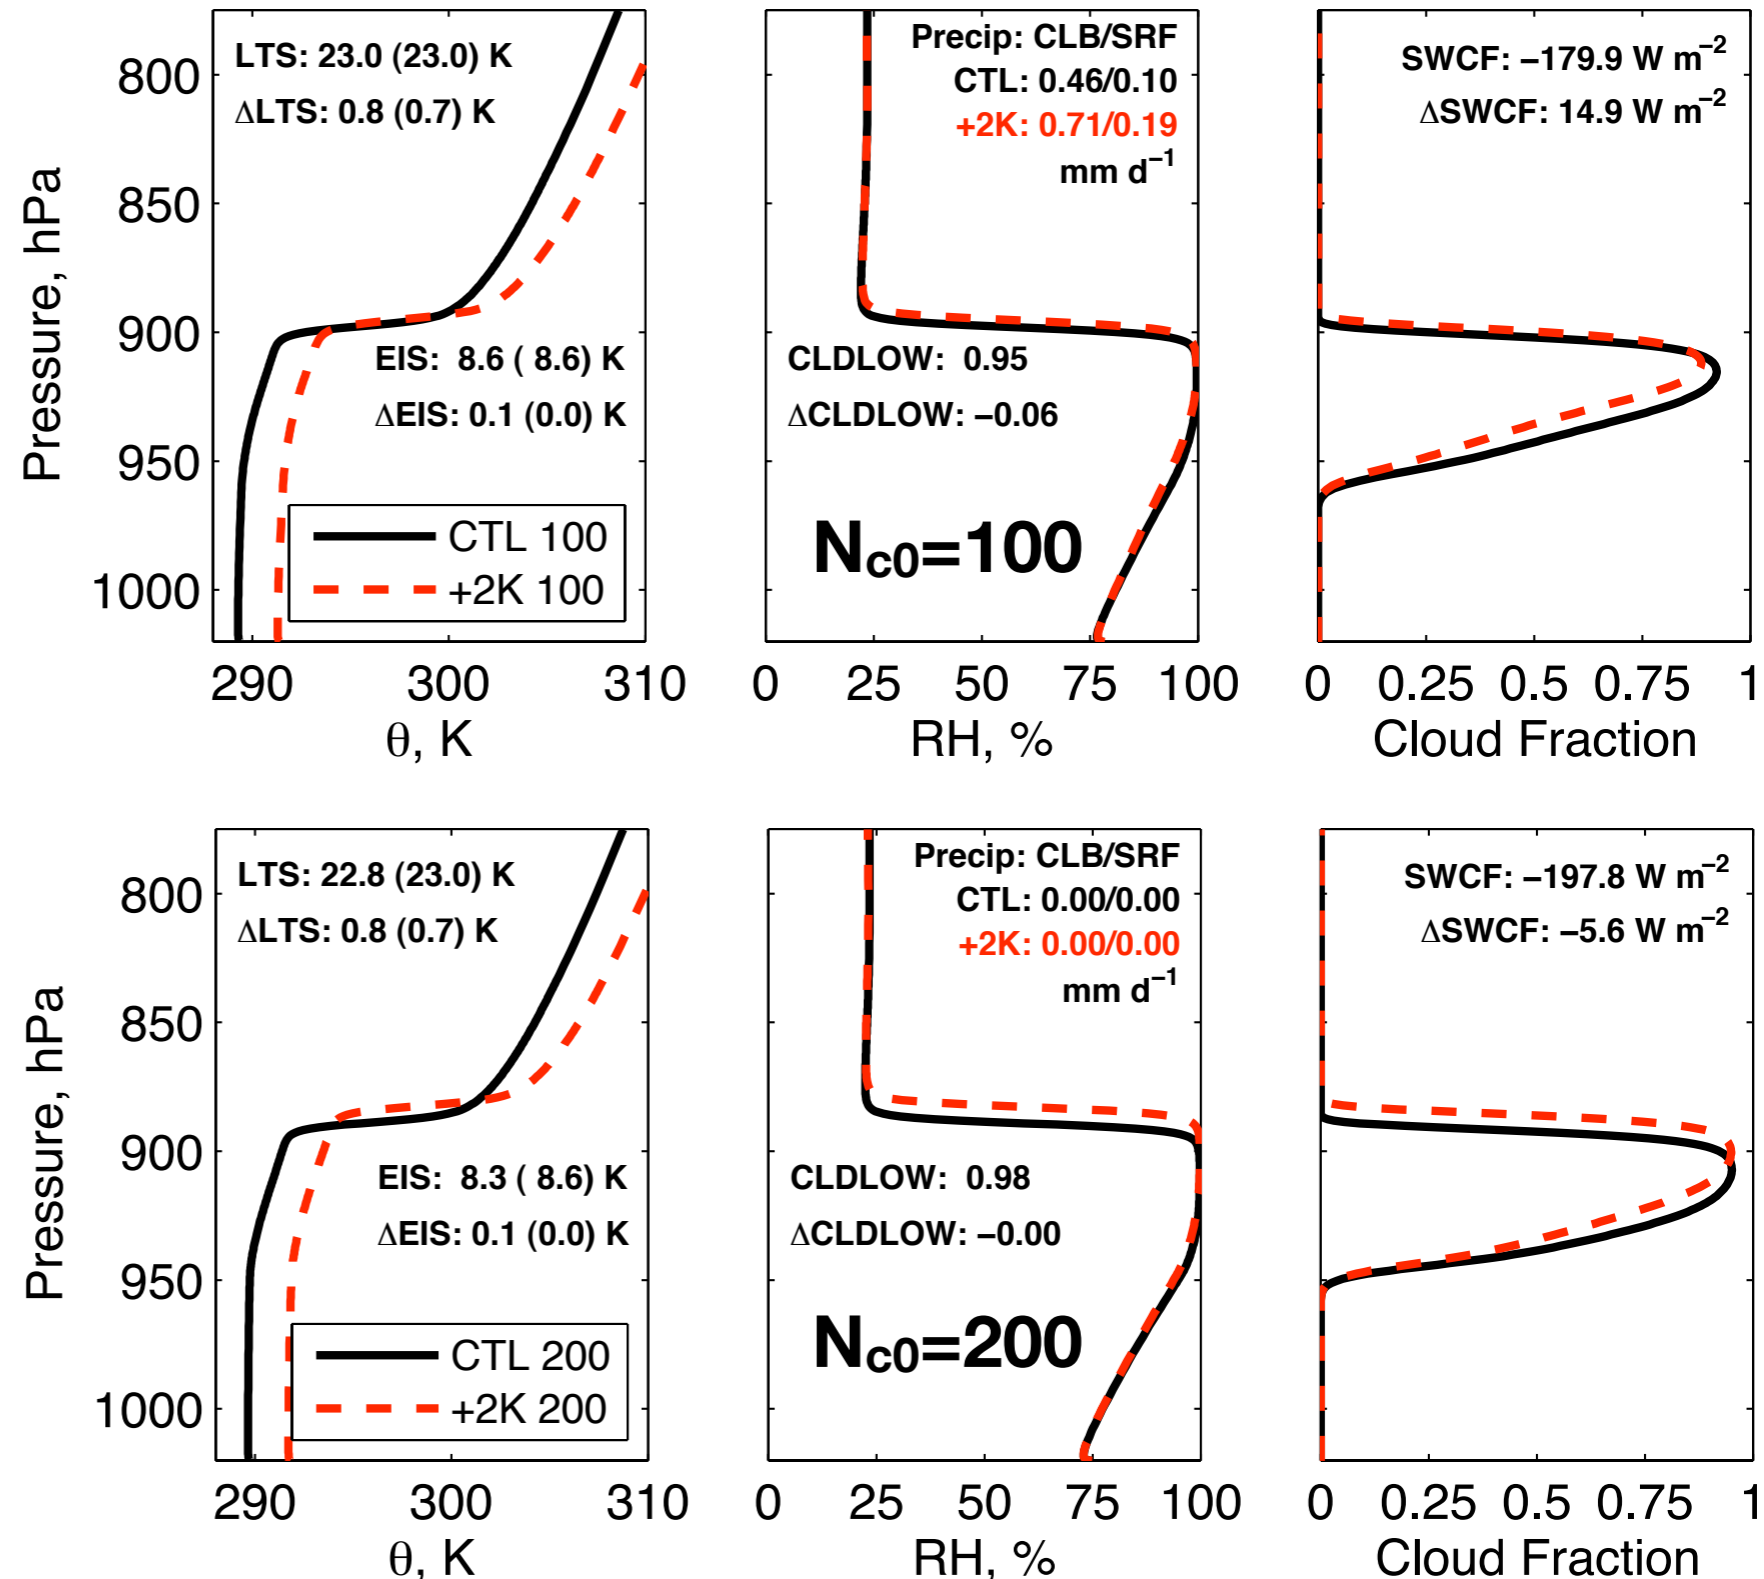 LTS: 23.0 (23.0) K
ΔLTS: 0.8 (0.7) K
EIS:  8.6 ( 8.6) K
ΔEIS: 0.1 (0.0) K
CTL 100
+2K 100
800
850
900
950
1000
Pressure, hPa
290 300 310
θ, K
Precip: CLB/SRF
CTL: 0.46/0.10
+2K: 0.71/0.19
mm d⁻¹
CLDLOW:  0.95
ΔCLDLOW: −0.06
Nc0=100
0 25 50 75 100
RH, %
SWCF: −179.9 W m⁻²
ΔSWCF: 14.9 W m⁻²
0 0.25 0.5 0.75 1
Cloud Fraction
LTS: 22.8 (23.0) K
ΔLTS: 0.8 (0.7) K
EIS:  8.3 ( 8.6) K
ΔEIS: 0.1 (0.0) K
CTL 200
+2K 200
800
850
900
950
1000
Pressure, hPa
290 300 310
θ, K
Precip: CLB/SRF
CTL: 0.00/0.00
+2K: 0.00/0.00
mm d⁻¹
CLDLOW:  0.98
ΔCLDLOW: −0.00
Nc0=200
0 25 50 75 100
RH, %
SWCF: −197.8 W m⁻²
ΔSWCF: −5.6 W m⁻²
0 0.25 0.5 0.75 1
Cloud Fraction